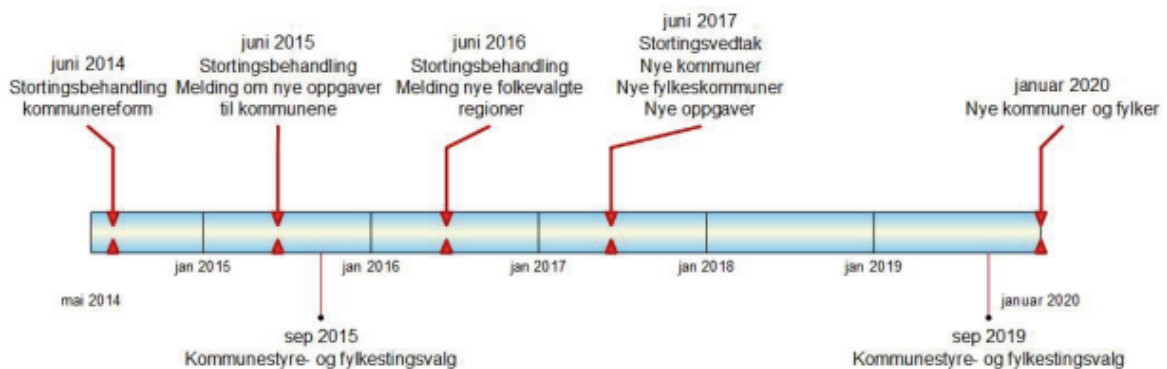 juni 2014
Stortingsbehandling
kommunereform
juni 2015
Stortingsbehandling
Melding om nye oppgaver
til kommunene
juni 2016
Stortingsbehandling
Melding nye folkevalgte
regioner
juni 2017
Stortingsvedtak
Nye kommuner
Nye fylkeskommuner
Nye oppgaver
januar 2020
Nye kommuner og fylker
jan 2015
jan 2016
jan 2017
jan 2018
jan 2019
mai 2014
januar 2020
sep 2015
Kommunestyre- og fylkestingsvalg
sep 2019
Kommunestyre- og fylkestingsvalg